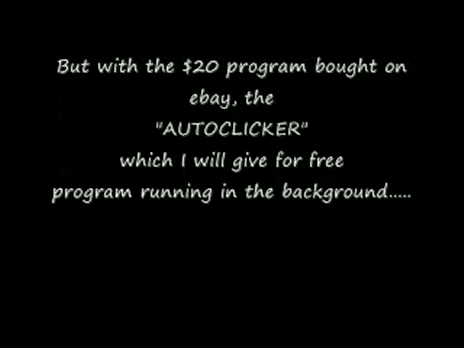 But with the $20 program bought on
ebay, the
"AUTOCLICKER"
which I will give for free
program running in the background.....